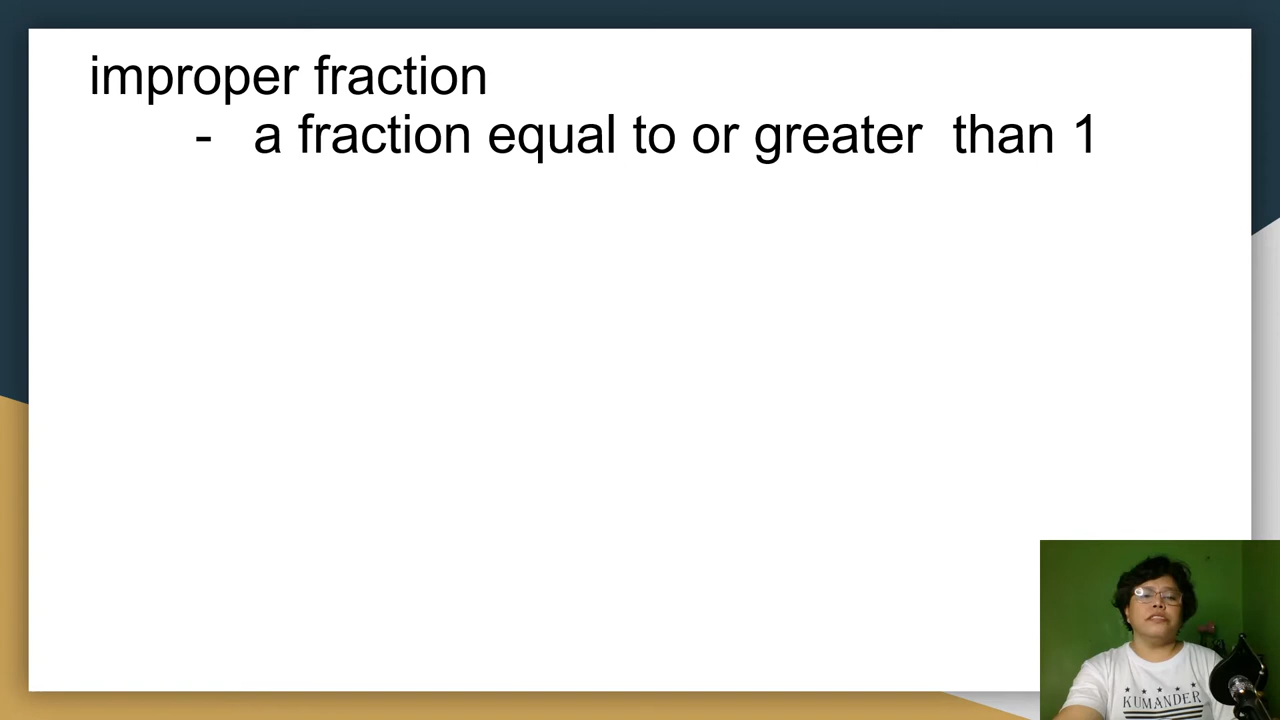 improper fraction
- a fraction equal to or greater than 1
KUMANDER